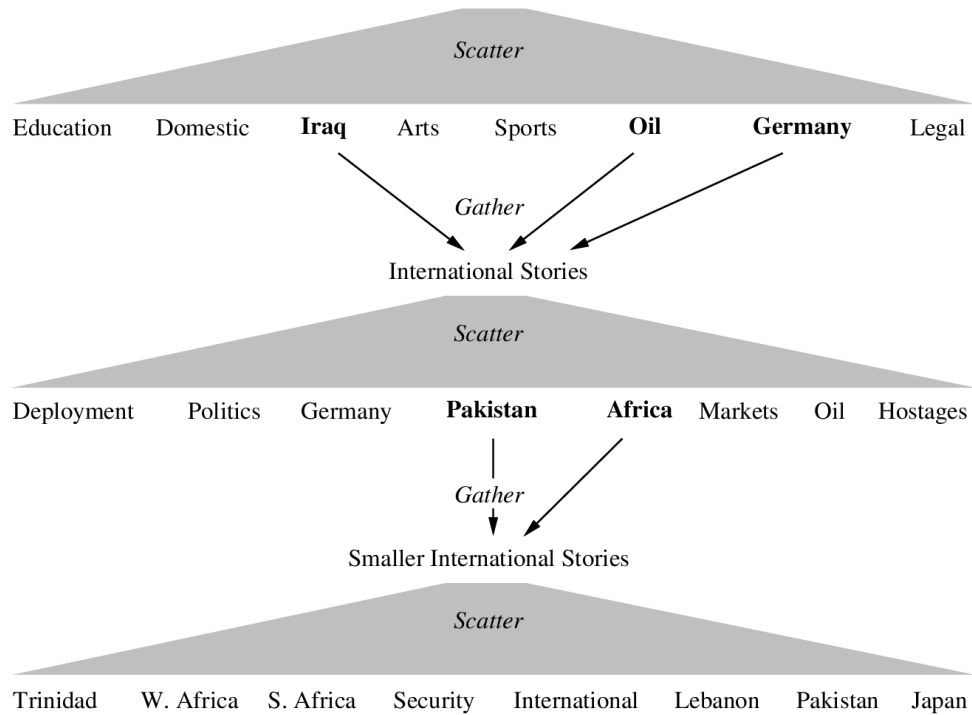 Scatter
Education Domestic Iraq Arts Sports Oil Germany Legal
Gather
International Stories
Scatter
Deployment Politics Germany Pakistan Africa Markets Oil Hostages
Gather
Smaller International Stories
Scatter
Trinidad W. Africa S. Africa Security International Lebanon Pakistan Japan